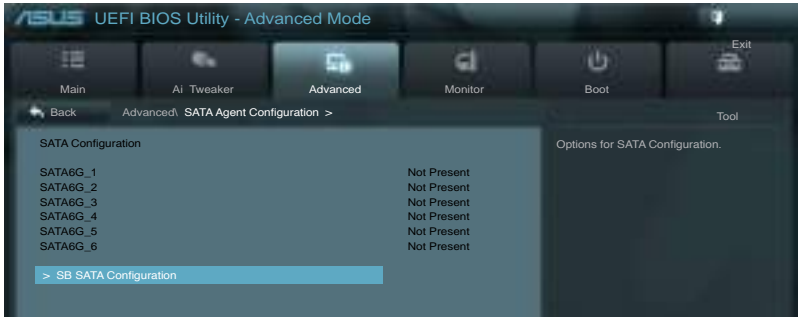 ASUS UEFI BIOS Utility - Advanced Mode
Exit
Main Ai Tweaker Advanced Monitor Boot Tool
Back Advanced\ SATA Agent Configuration >
SATA Configuration
Options for SATA Configuration.
SATA6G_1 Not Present
SATA6G_2 Not Present
SATA6G_3 Not Present
SATA6G_4 Not Present
SATA6G_5 Not Present
SATA6G_6 Not Present
> SB SATA Configuration